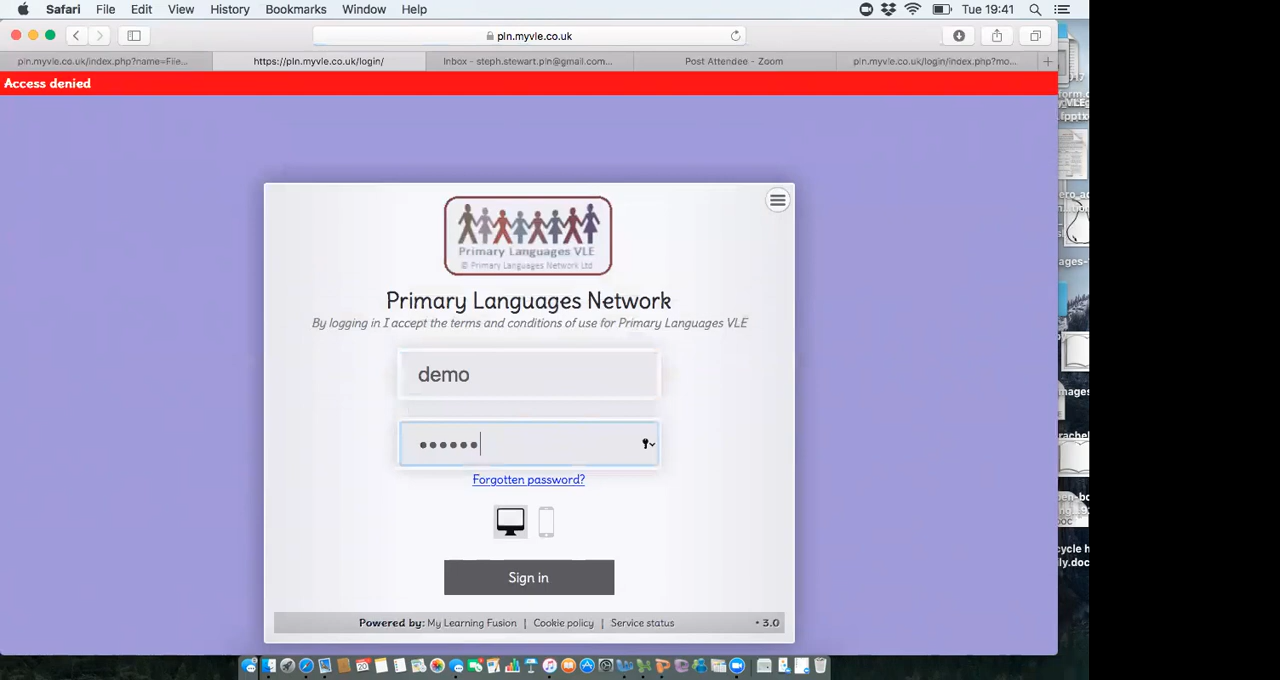 Safari File Edit View History Bookmarks Window Help Tue 19:41
pln.myvle.co.uk
pln.myvle.co.uk/index.php?name=File... https://pln.myvle.co.uk/login/ Inbox - steph.stewart.pln@gmail.com... Post Attendee - Zoom pln.myvle.co.uk/login/index.php?mo...
Access denied
Primary Languages VLE
© Primary Languages Network Ltd
Primary Languages Network
By logging in I accept the terms and conditions of use for Primary Languages VLE
demo
Forgotten password?
Sign in
Powered by: My Learning Fusion | Cookie policy | Service status • 3.0